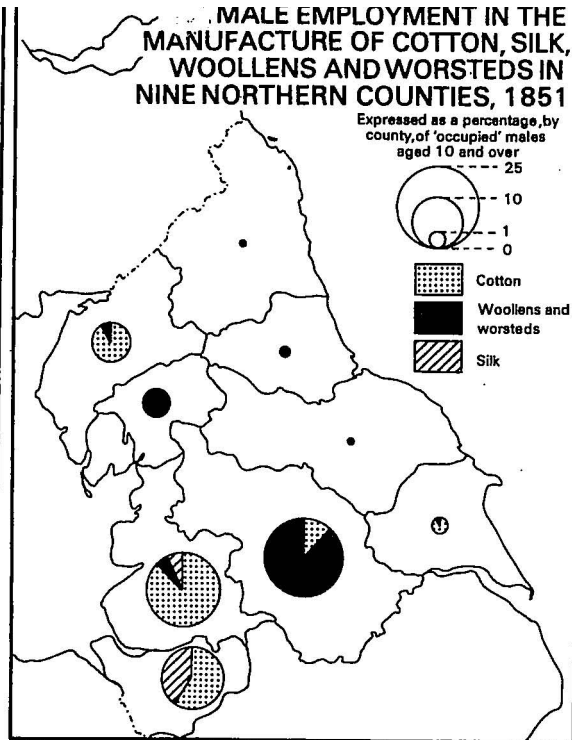 MALE EMPLOYMENT IN THE
MANUFACTURE OF COTTON, SILK,
WOOLLENS AND WORSTEDS IN
NINE NORTHERN COUNTIES, 1851
Expressed as a percentage, by
county, of 'occupied' males
aged 10 and over
25
10
1
0
Cotton
Woollens and
worsteds
Silk